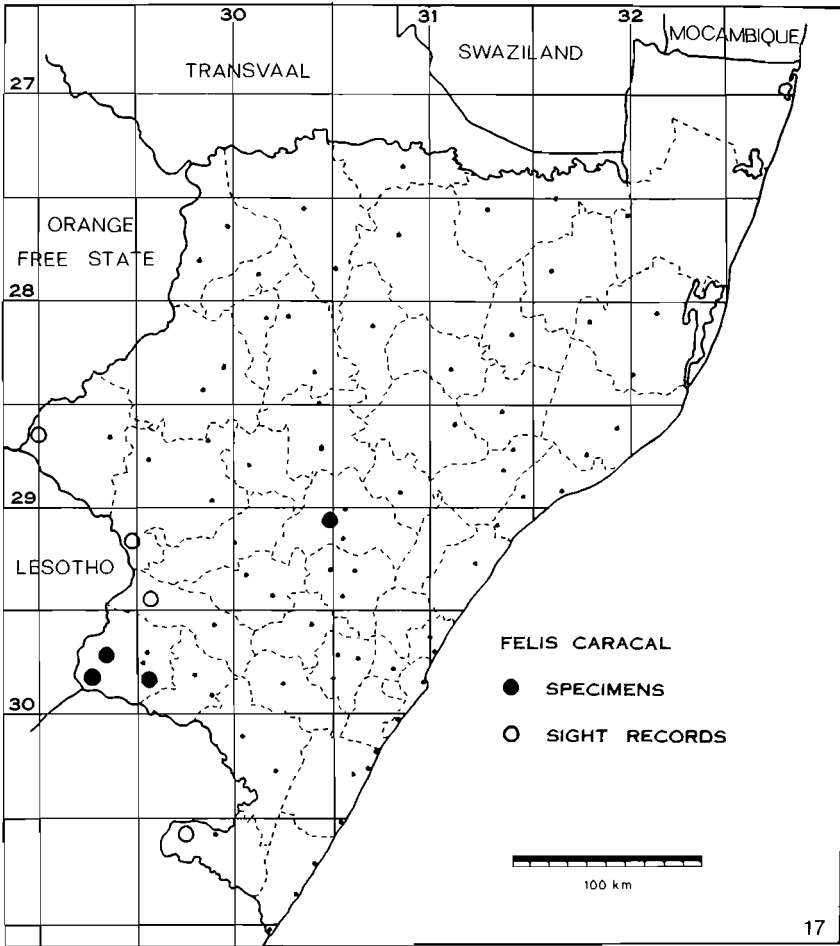 30 31 32
MOCAMBIQUE
SWAZILAND
TRANSVAAL
27
ORANGE
FREE STATE
28
29
LESOTHO
FELIS CARACAL
SPECIMENS
30
SIGHT RECORDS
100 km
17